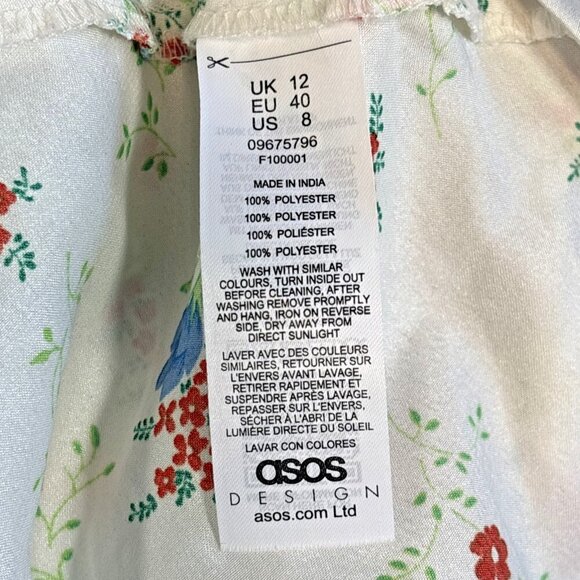 UK 12
EU 40
US 8
09675796
F100001
MADE IN INDIA
100% POLYESTER
100% POLYESTER
100% POLIÉSTER
100% POLYESTER
WASH WITH SIMILAR
COLOURS, TURN INSIDE OUT
BEFORE CLEANING, AFTER
WASHING REMOVE PROMPTLY
AND HANG, IRON ON REVERSE
SIDE, DRY AWAY FROM
DIRECT SUNLIGHT
LAVER AVEC DES COULEURS
SIMILAIRES, RETOURNER SUR
L'ENVERS AVANT LAVAGE,
RETIRER RAPIDEMENT ET
SUSPENDRE APRÈS LAVAGE,
REPASSER SUR L'ENVERS,
SÉCHER À L'ABRI DE LA
LUMIÈRE DIRECTE DU SOLEIL
LAVAR CON COLORES
asos
DESIGN
asos.com Ltd